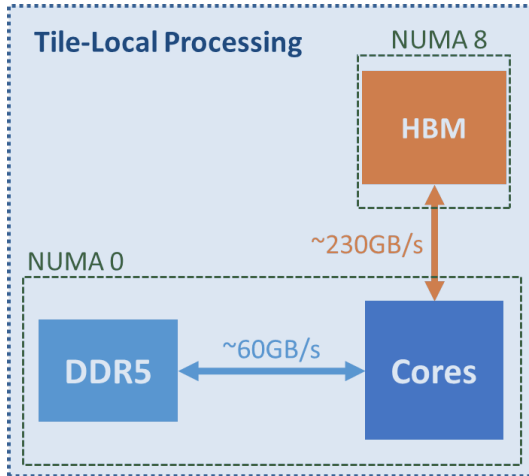 Tile-Local Processing
NUMA 8
HBM
~230GB/s
NUMA 0
~60GB/s
DDR5
Cores